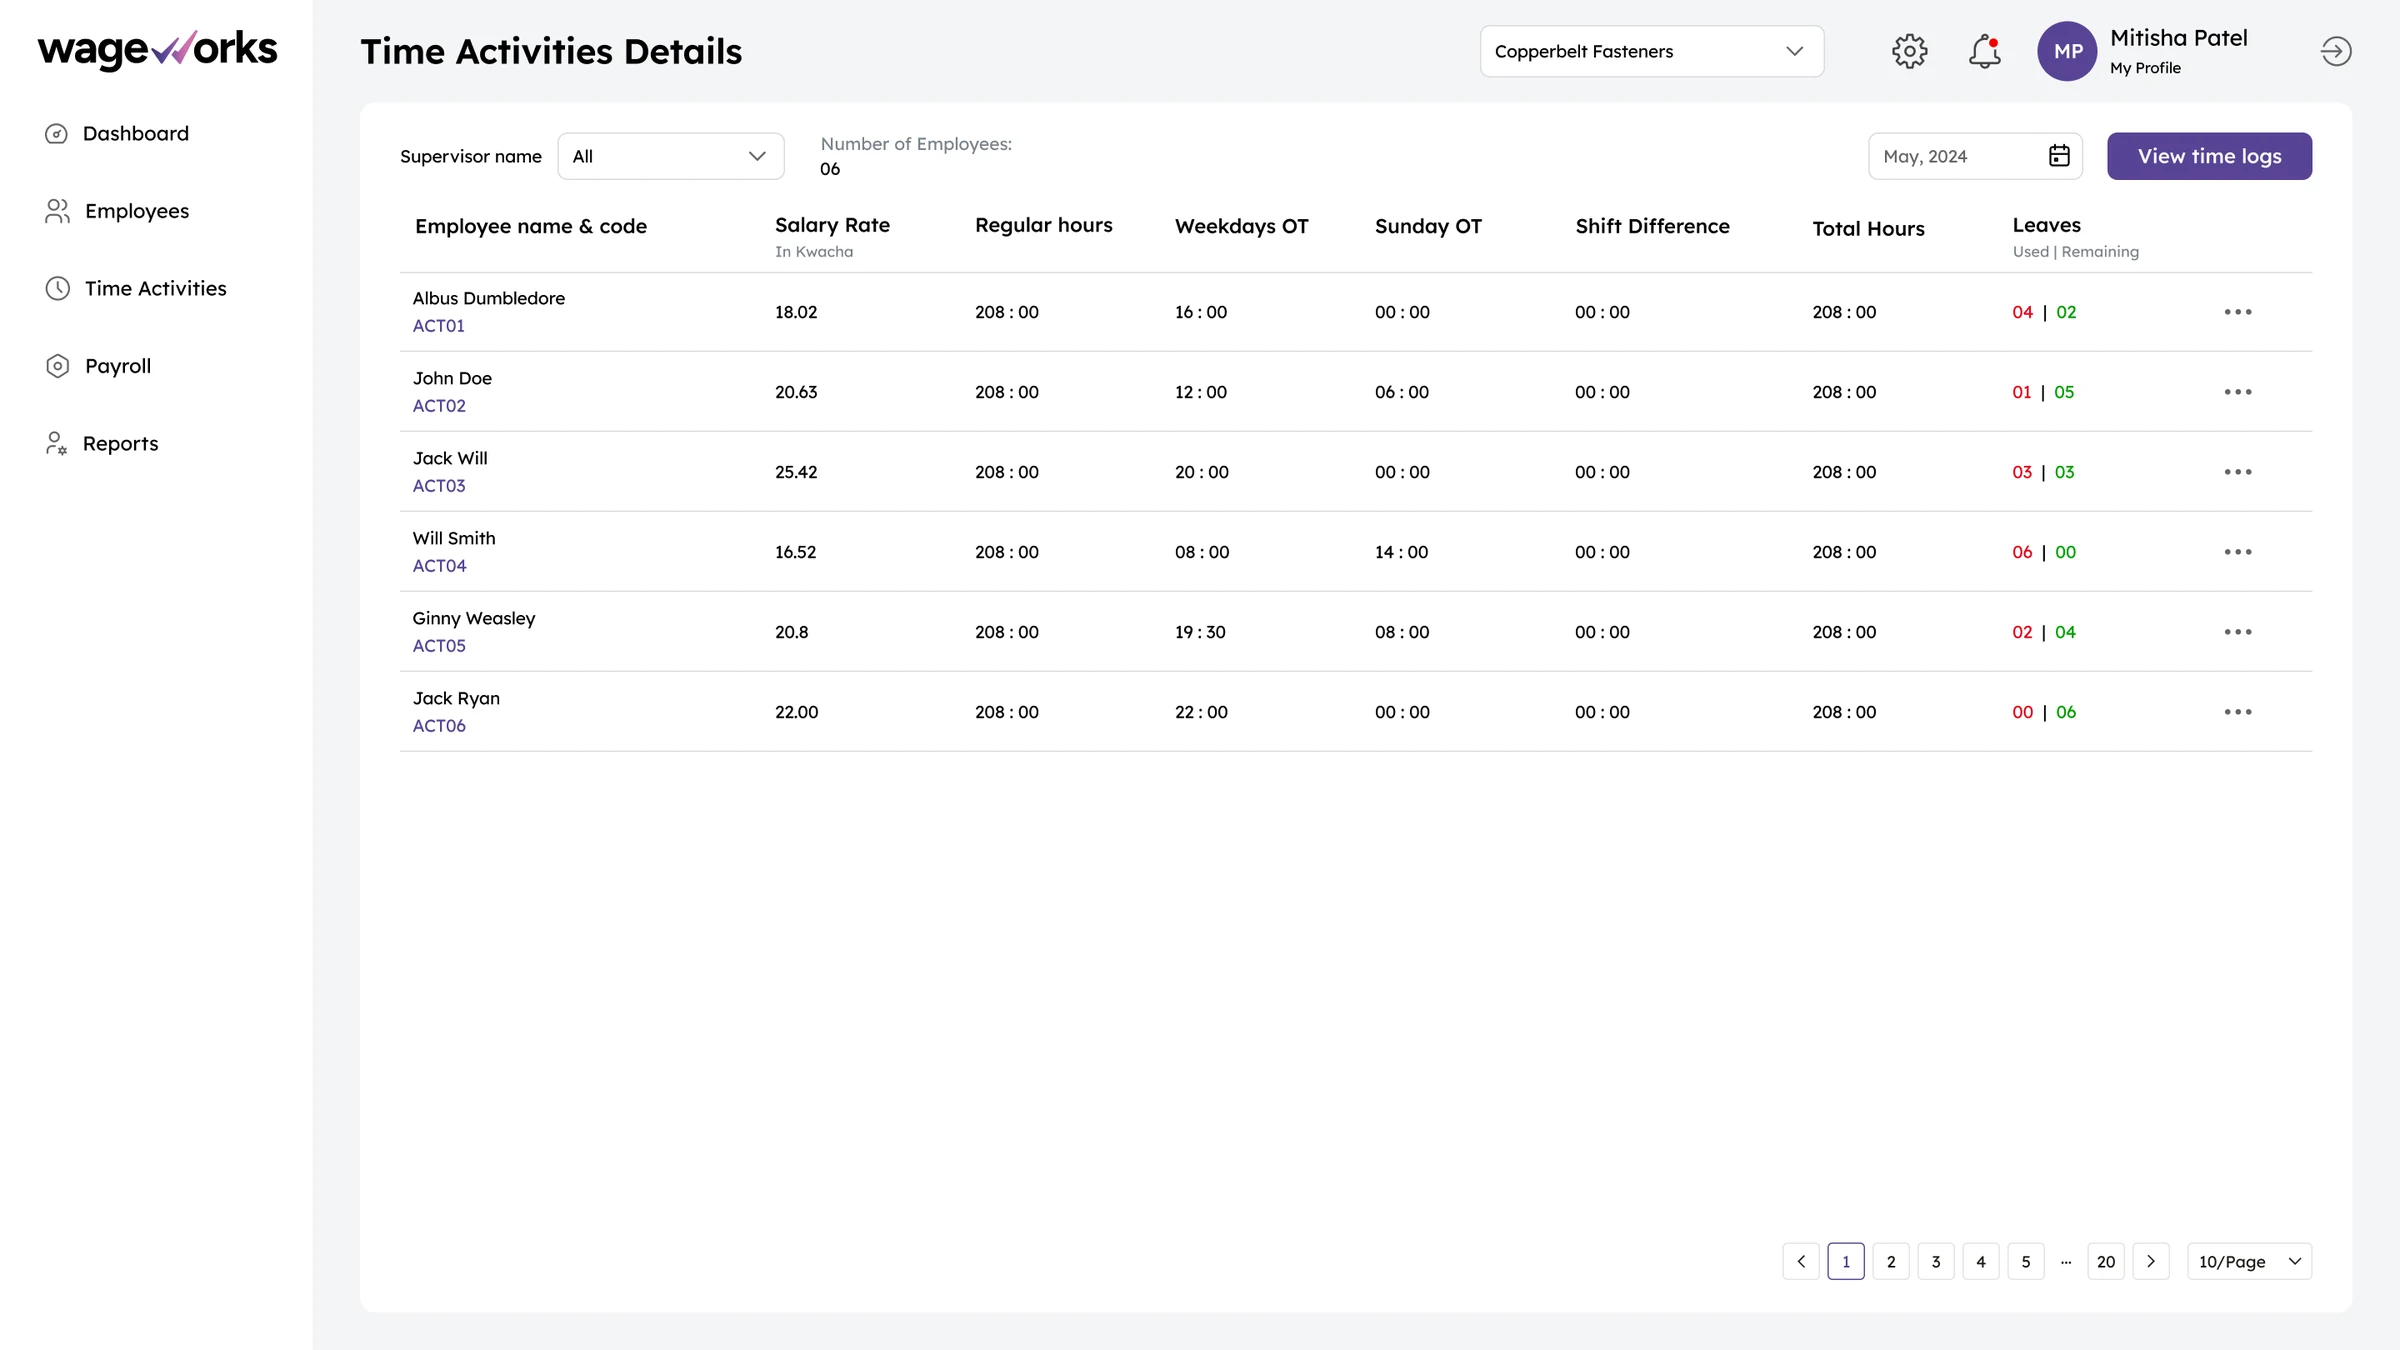 wageworks
Time Activities Details
Copperbelt Fasteners
MP
Mitisha Patel
My Profile
Dashboard
Employees
Time Activities
Payroll
Reports
Supervisor name
All
Number of Employees:
06
May, 2024
View time logs
Employee name & code
Salary Rate
In Kwacha
Regular hours
Weekdays OT
Sunday OT
Shift Difference
Total Hours
Leaves
Used | Remaining
Albus Dumbledore
ACT01
18.02
208 : 00
16 : 00
00 : 00
00 : 00
208 : 00
04 | 02
John Doe
ACT02
20.63
208 : 00
12 : 00
06 : 00
00 : 00
208 : 00
01 | 05
Jack Will
ACT03
25.42
208 : 00
20 : 00
00 : 00
00 : 00
208 : 00
03 | 03
Will Smith
ACT04
16.52
208 : 00
08 : 00
14 : 00
00 : 00
208 : 00
06 | 00
Ginny Weasley
ACT05
20.8
208 : 00
19 : 30
08 : 00
00 : 00
208 : 00
02 | 04
Jack Ryan
ACT06
22.00
208 : 00
22 : 00
00 : 00
00 : 00
208 : 00
00 | 06
1
2
3
4
5
...
20
10/Page